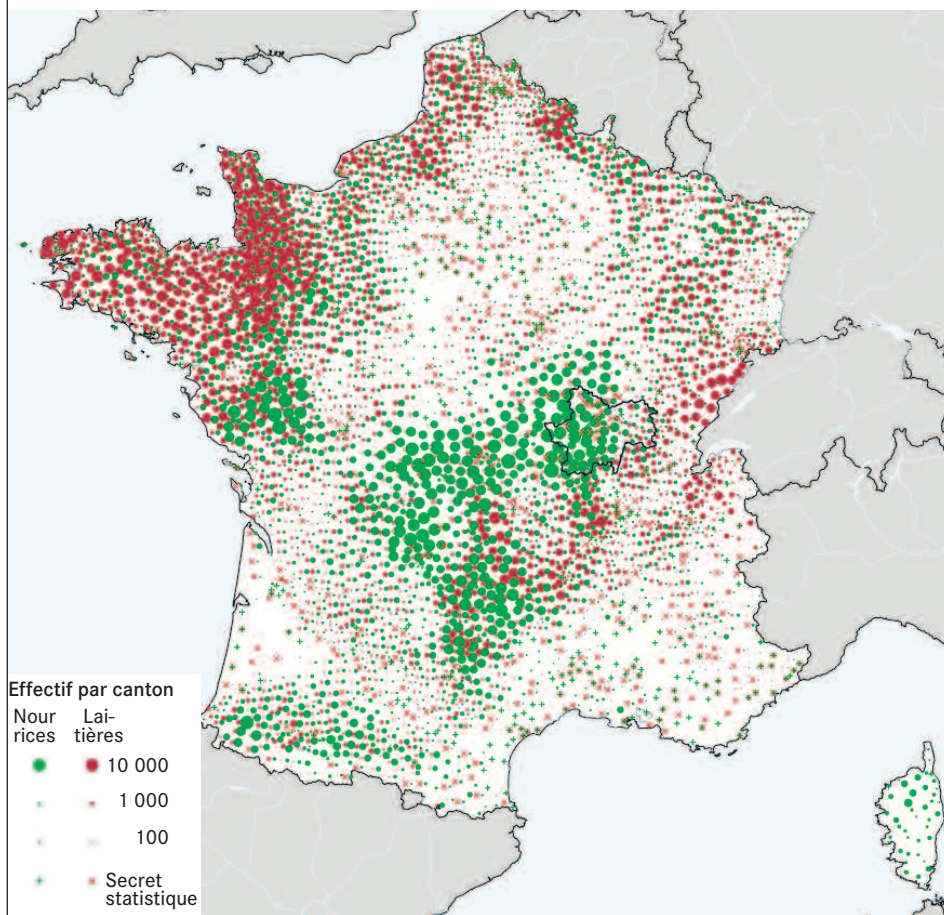 Effectif par canton
Nour
rices
Lai-
tières
10 000
1 000
100
Secret
statistique